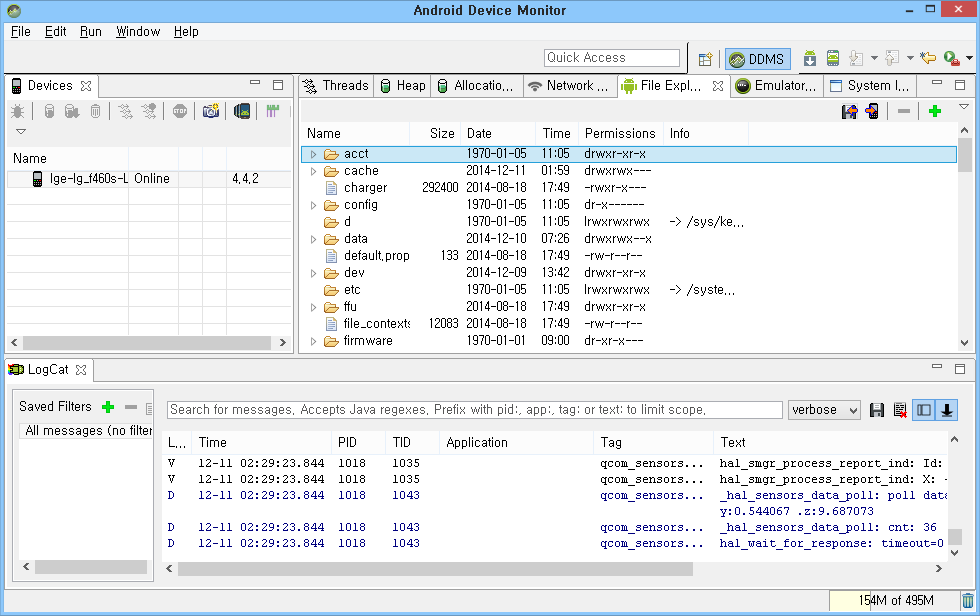 Android Device Monitor
File Edit Run Window Help
Quick Access DDMS
Devices
Name
lge-lg_f460s-L Online 4.4.2
Threads Heap Allocatio... Network ... File Expl... Emulator... System I...
Name Size Date Time Permissions Info
acct 1970-01-05 11:05 drwxr-xr-x
cache 2014-12-11 01:59 drwxrwx---
charger 292400 2014-08-18 17:49 -rwxr-x---
config 1970-01-05 11:05 dr-x------
d 1970-01-05 11:05 lrwxrwxrwx -> /sys/ke...
data 2014-12-10 07:26 drwxrwx--x
default.prop 133 2014-08-18 17:49 -rw-r--r--
dev 2014-12-09 13:42 drwxr-xr-x
etc 1970-01-05 11:05 lrwxrwxrwx -> /syste...
ffu 2014-08-18 17:49 drwxr-xr-x
file_contexts 12083 2014-08-18 17:49 -rw-r--r--
firmware 1970-01-01 09:00 dr-xr-x---
LogCat
Saved Filters
All messages (no filter
Search for messages. Accepts Java regexes. Prefix with pid:, app:, tag: or text: to limit scope. verbose
L... Time PID TID Application Tag Text
V 12-11 02:29:23.844 1018 1035 qcom_sensors... hal_smgr_process_report_ind: Id:
V 12-11 02:29:23.844 1018 1035 qcom_sensors... hal_smgr_process_report_ind: X: -
D 12-11 02:29:23.844 1018 1043 qcom_sensors... _hal_sensors_data_poll: poll data
y:0.544067 .z:9.687073
D 12-11 02:29:23.844 1018 1043 qcom_sensors... _hal_sensors_data_poll: cnt: 36
D 12-11 02:29:23.844 1018 1043 qcom_sensors... hal_wait_for_response: timeout=0
154M of 495M